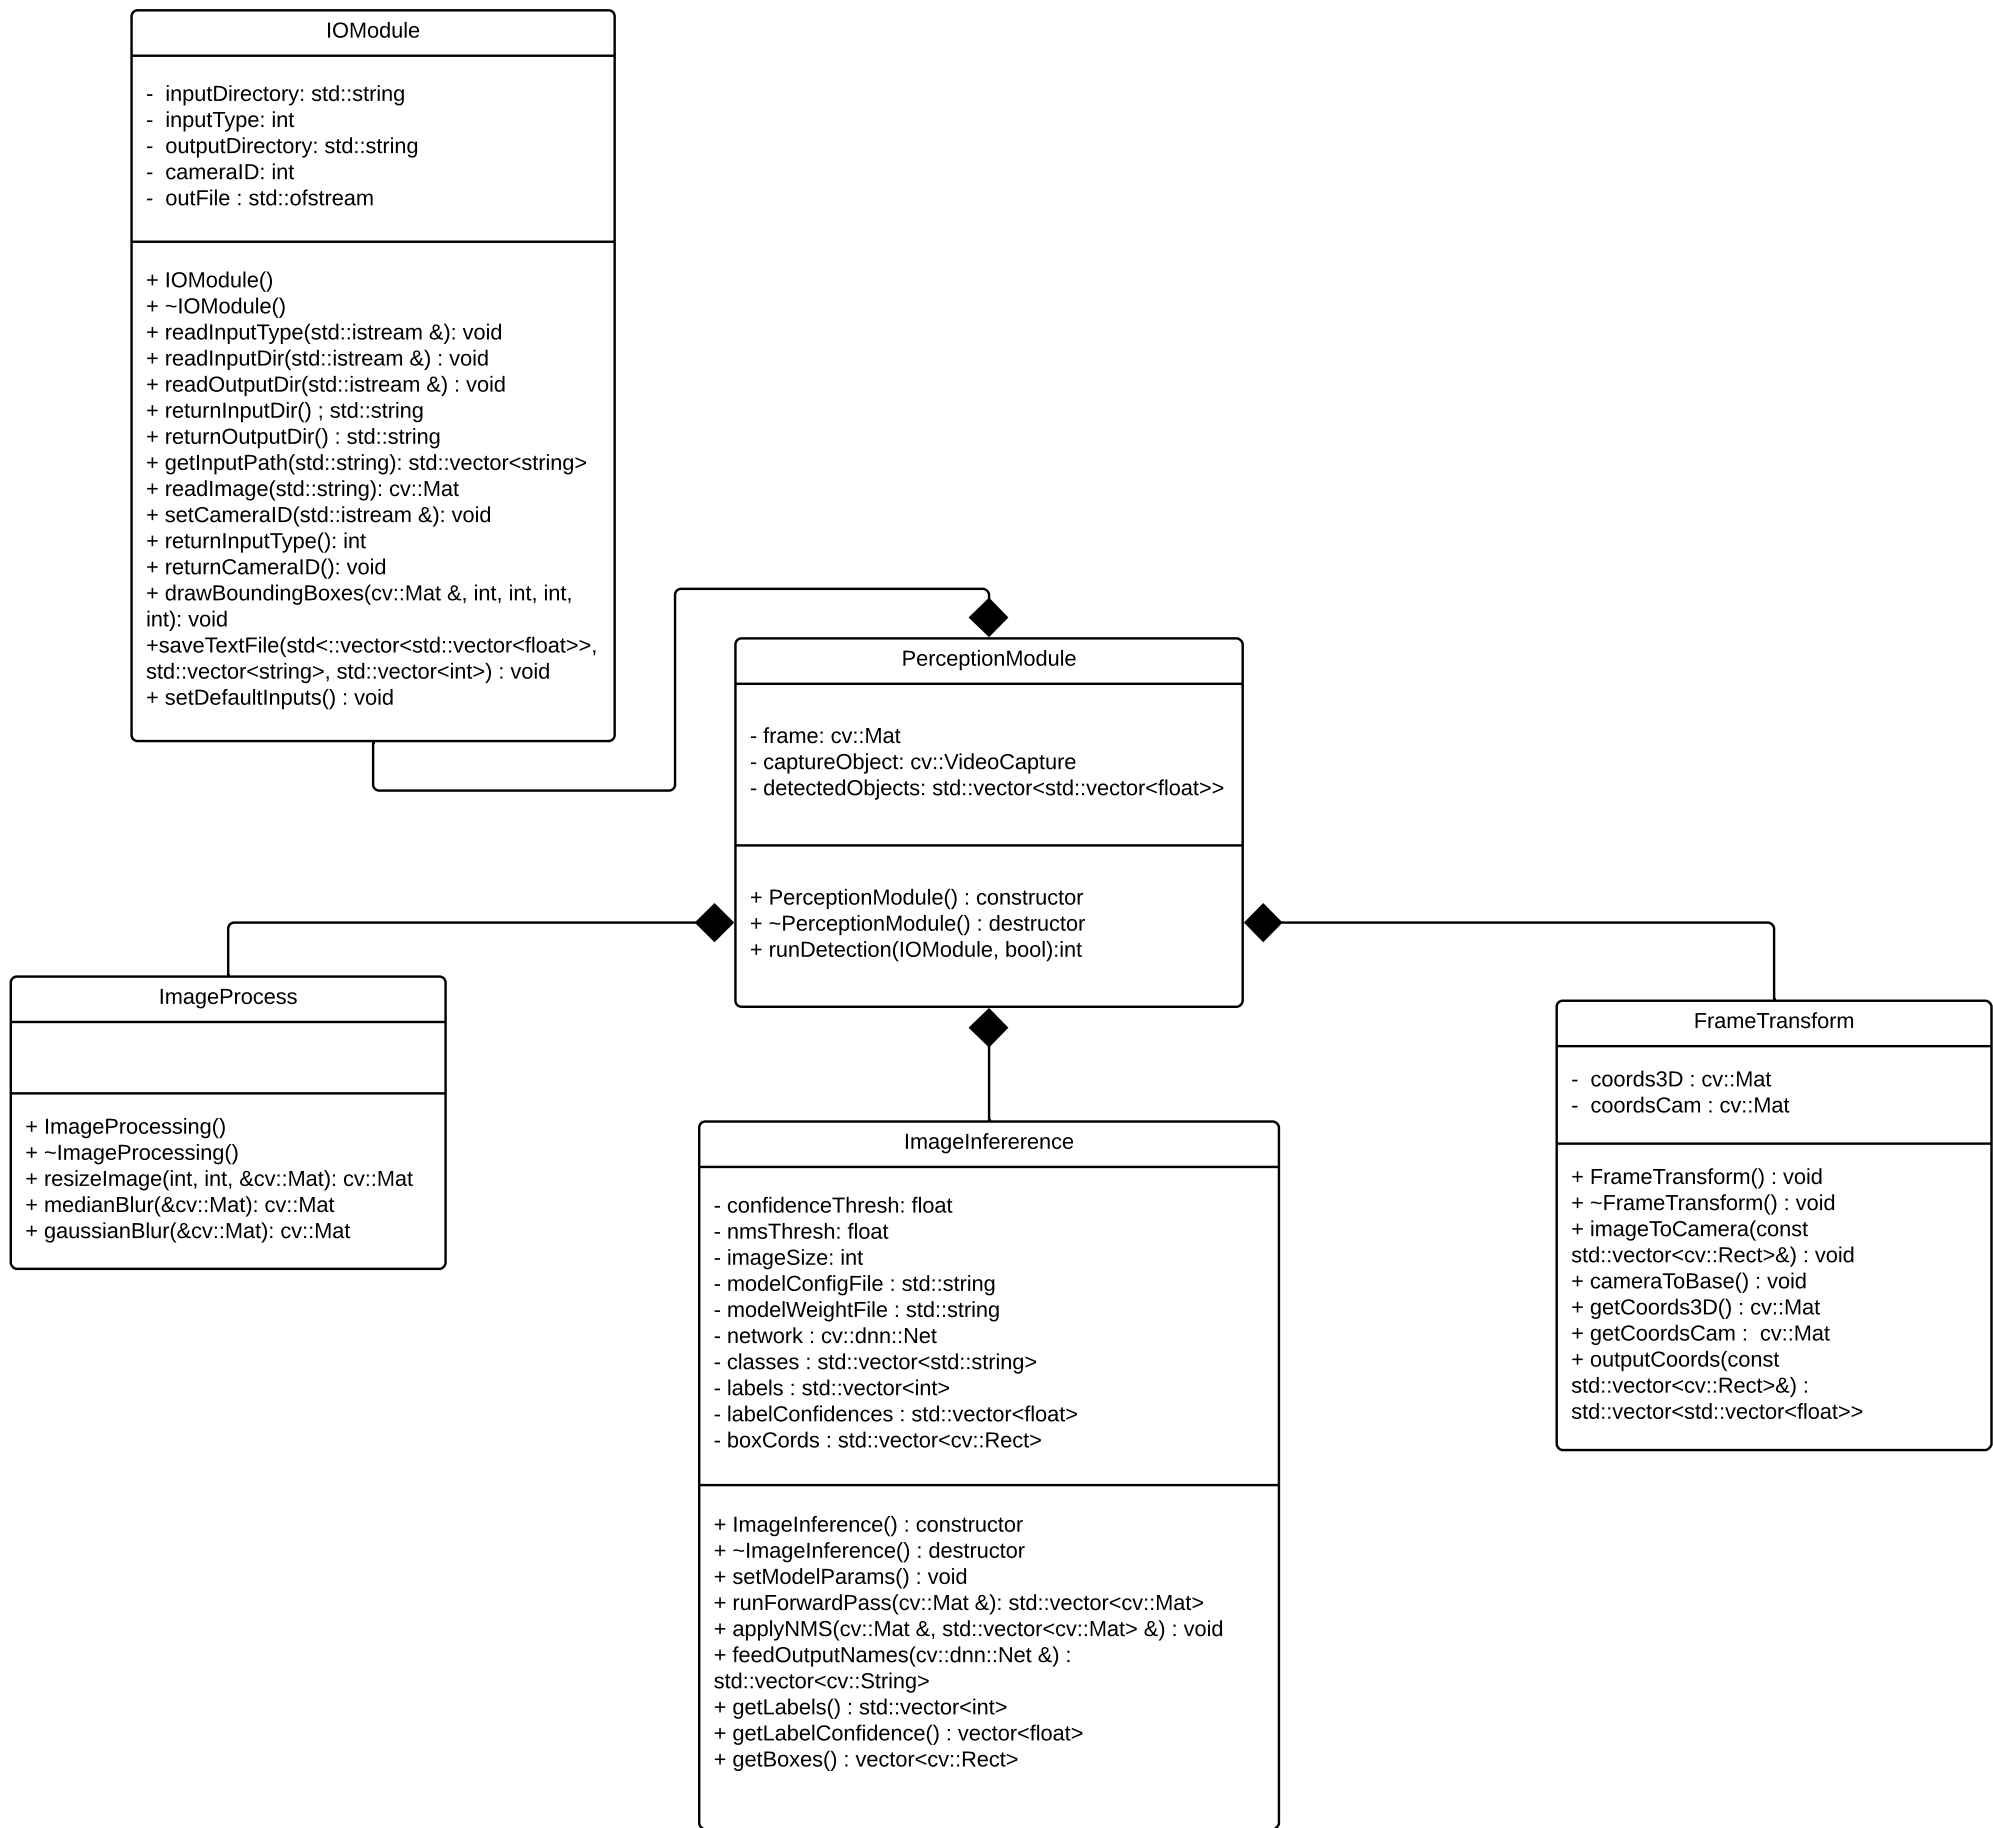 IOModule
-  inputDirectory: std::string
-  inputType: int
-  outputDirectory: std::string
-  cameraID: int
-  outFile : std::ofstream
+ IOModule()
+ ~IOModule()
+ readInputType(std::istream &): void
+ readInputDir(std::istream &) : void
+ readOutputDir(std::istream &) : void
+ returnInputDir() ; std::string
+ returnOutputDir() : std::string
+ getInputPath(std::string): std::vector<string>
+ readImage(std::string): cv::Mat
+ setCameraID(std::istream &): void
+ returnInputType(): int
+ returnCameraID(): void
+ drawBoundingBoxes(cv::Mat &, int, int, int,
int): void
+saveTextFile(std<::vector<std::vector<float>>,
std::vector<string>, std::vector<int>) : void
+ setDefaultInputs() : void
PerceptionModule
- frame: cv::Mat
- captureObject: cv::VideoCapture
- detectedObjects: std::vector<std::vector<float>>
+ PerceptionModule() : constructor
+ ~PerceptionModule() : destructor
+ runDetection(IOModule, bool):int
ImageProcess
+ ImageProcessing()
+ ~ImageProcessing()
+ resizeImage(int, int, &cv::Mat): cv::Mat
+ medianBlur(&cv::Mat): cv::Mat
+ gaussianBlur(&cv::Mat): cv::Mat
ImageInfererence
- confidenceThresh: float
- nmsThresh: float
- imageSize: int
- modelConfigFile : std::string
- modelWeightFile : std::string
- network : cv::dnn::Net
- classes : std::vector<std::string>
- labels : std::vector<int>
- labelConfidences : std::vector<float>
- boxCords : std::vector<cv::Rect>
+ ImageInference() : constructor
+ ~ImageInference() : destructor
+ setModelParams() : void
+ runForwardPass(cv::Mat &): std::vector<cv::Mat>
+ applyNMS(cv::Mat &, std::vector<cv::Mat> &) : void
+ feedOutputNames(cv::dnn::Net &) :
std::vector<cv::String>
+ getLabels() : std::vector<int>
+ getLabelConfidence() : vector<float>
+ getBoxes() : vector<cv::Rect>
FrameTransform
-  coords3D : cv::Mat
-  coordsCam : cv::Mat
+ FrameTransform() : void
+ ~FrameTransform() : void
+ imageToCamera(const
std::vector<cv::Rect>&) : void
+ cameraToBase() : void
+ getCoords3D() : cv::Mat
+ getCoordsCam :  cv::Mat
+ outputCoords(const
std::vector<cv::Rect>&) :
std::vector<std::vector<float>>